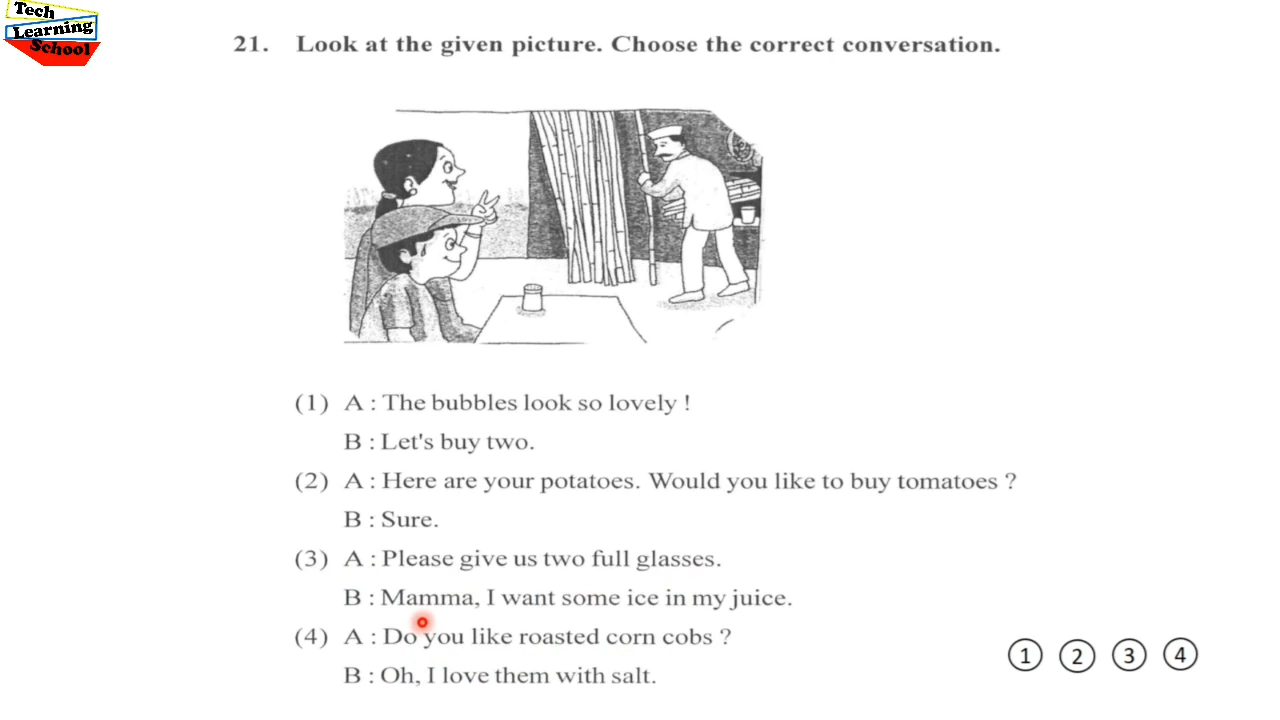 Tech
Learning
School
21. Look at the given picture. Choose the correct conversation.
(1) A : The bubbles look so lovely !
B : Let's buy two.
(2) A : Here are your potatoes. Would you like to buy tomatoes ?
B : Sure.
(3) A : Please give us two full glasses.
B : Mamma, I want some ice in my juice.
(4) A : Do you like roasted corn cobs ?
B : Oh, I love them with salt.
1 2 3 4